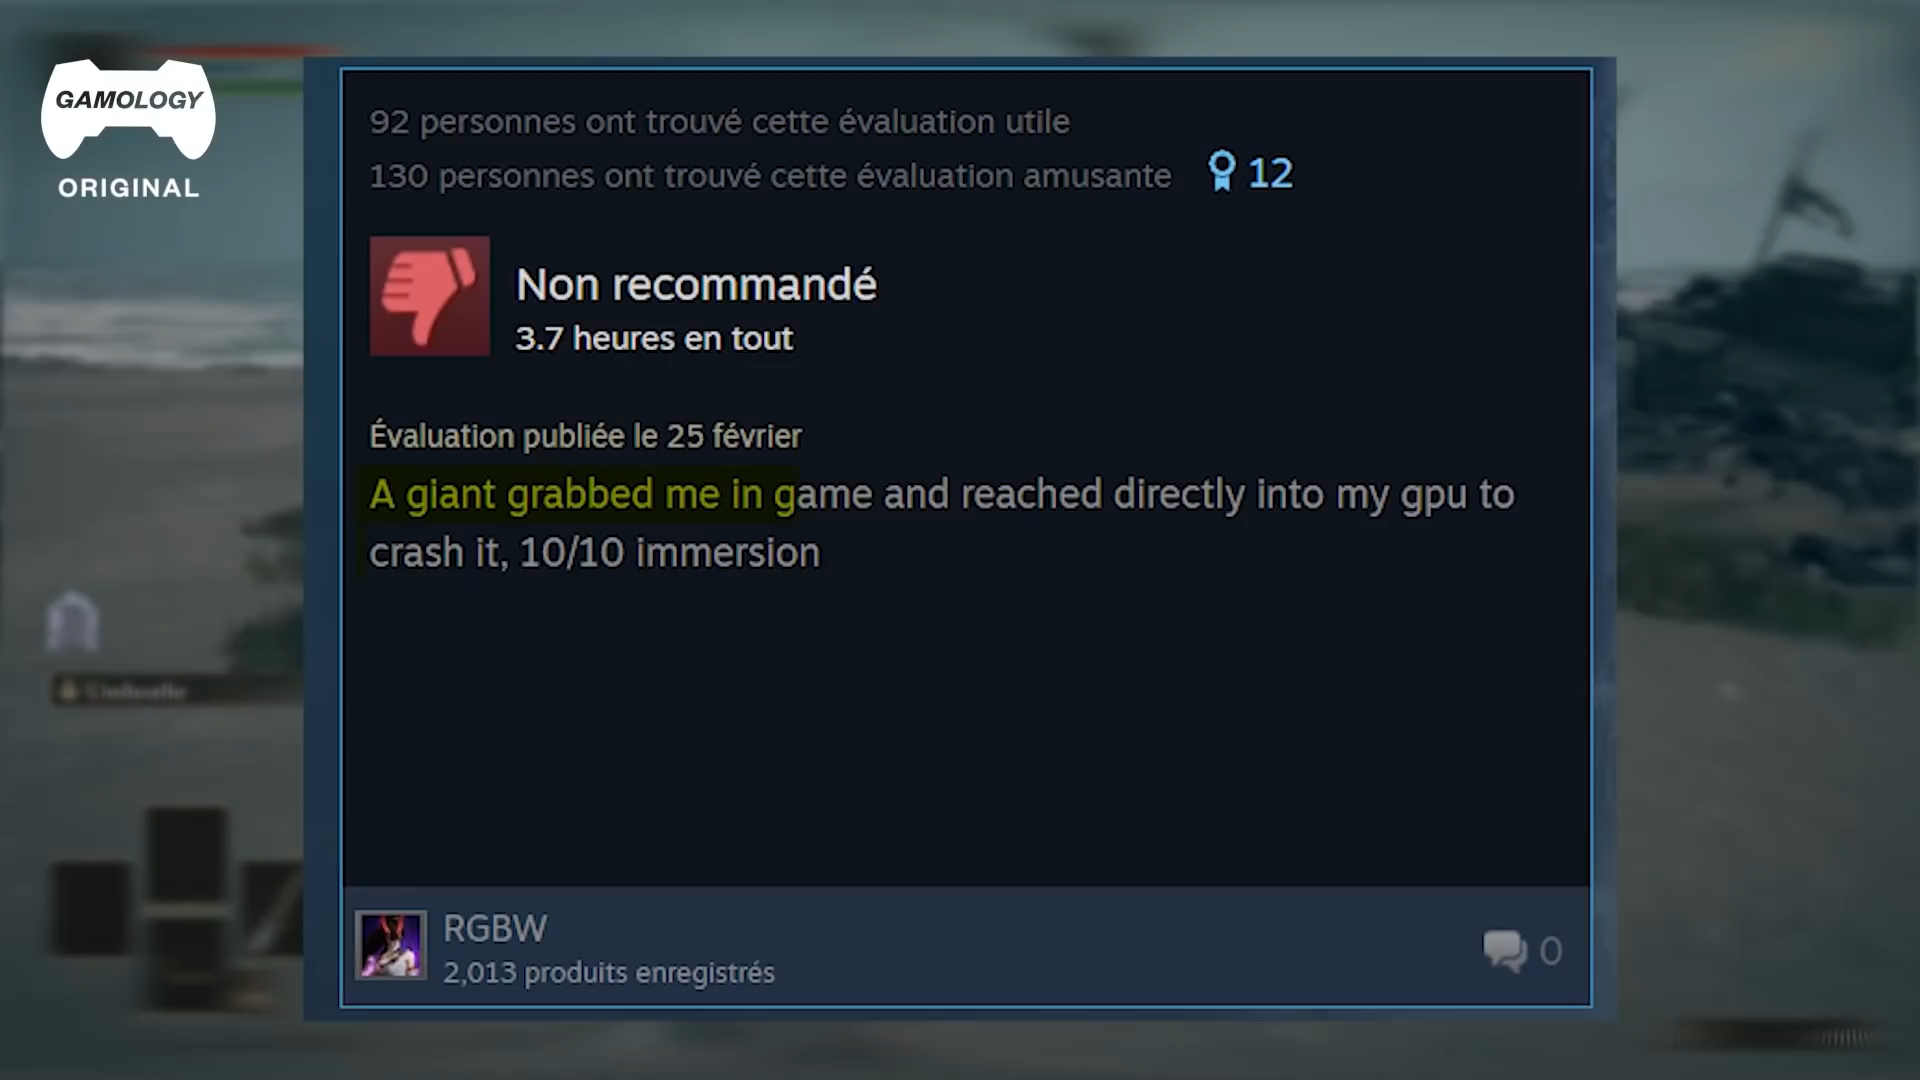 GAMOLOGY
ORIGINAL
92 personnes ont trouvé cette évaluation utile
130 personnes ont trouvé cette évaluation amusante
12
Non recommandé
3.7 heures en tout
Évaluation publiée le 25 février
A giant grabbed me in game and reached directly into my gpu to
crash it, 10/10 immersion
RGBW
2,013 produits enregistrés
0